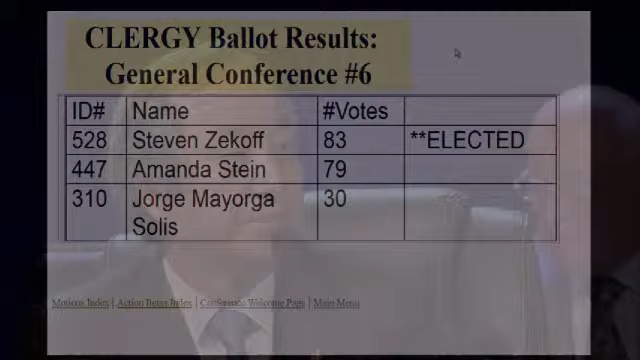 CLERGY Ballot Results:
General Conference #6
ID# Name #Votes
528 Steven Zekoff 83 **ELECTED
447 Amanda Stein 79
310 Jorge Mayorga 30
Solis
Motions Index | Action Items Index | Conference Welcome Page | Main Menu